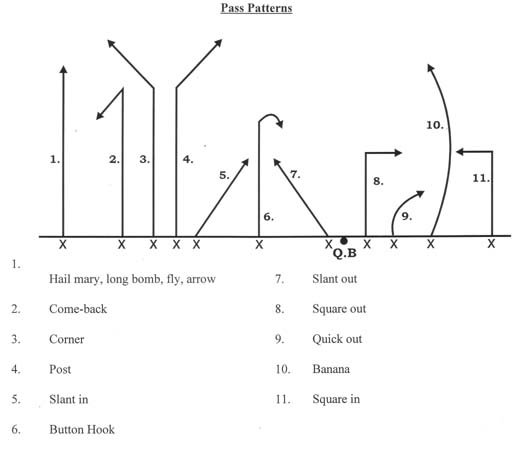 Pass Patterns
10.
1.
2.
3.
4.
5.
7.
8.
11.
6.
9.
X X X X X X X X X X X
Q.B
1.
Hail mary, long bomb, fly, arrow
7. Slant out
2. Come-back
8. Square out
3. Corner
9. Quick out
4. Post
10. Banana
5. Slant in
11. Square in
6. Button Hook